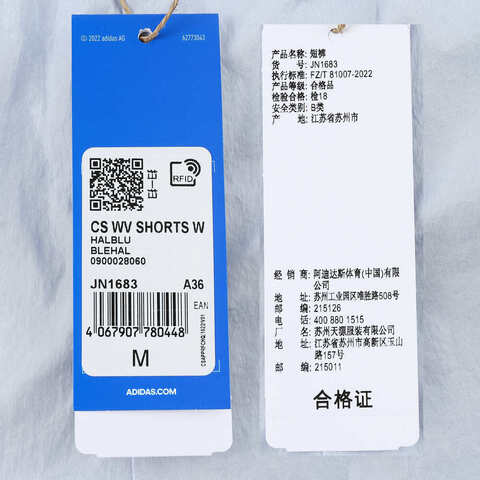 ©2022 adidas AG 62773563
RFID
CS WV SHORTS W
HALBLU
BLEHAL
0900028060
JN1683 A36
EAN
4 067907 780448
M
ADIDAS.COM
产品名称: 短裤
货 号: JN1683
执行标准: FZ/T 81007-2022
产品等级: 合格品
检验合格: 检18
安全类别: B类
产 地: 江苏省苏州市
经 销 商: 阿迪达斯体育(中国)有限
公司
地 址: 苏州工业园区唯胜路508号
邮 编: 215126
电 话: 400 880 1515
厂 名: 苏州天源服装有限公司
地 址: 江苏省苏州市高新区玉山
路157号
邮 编: 215011
合格证